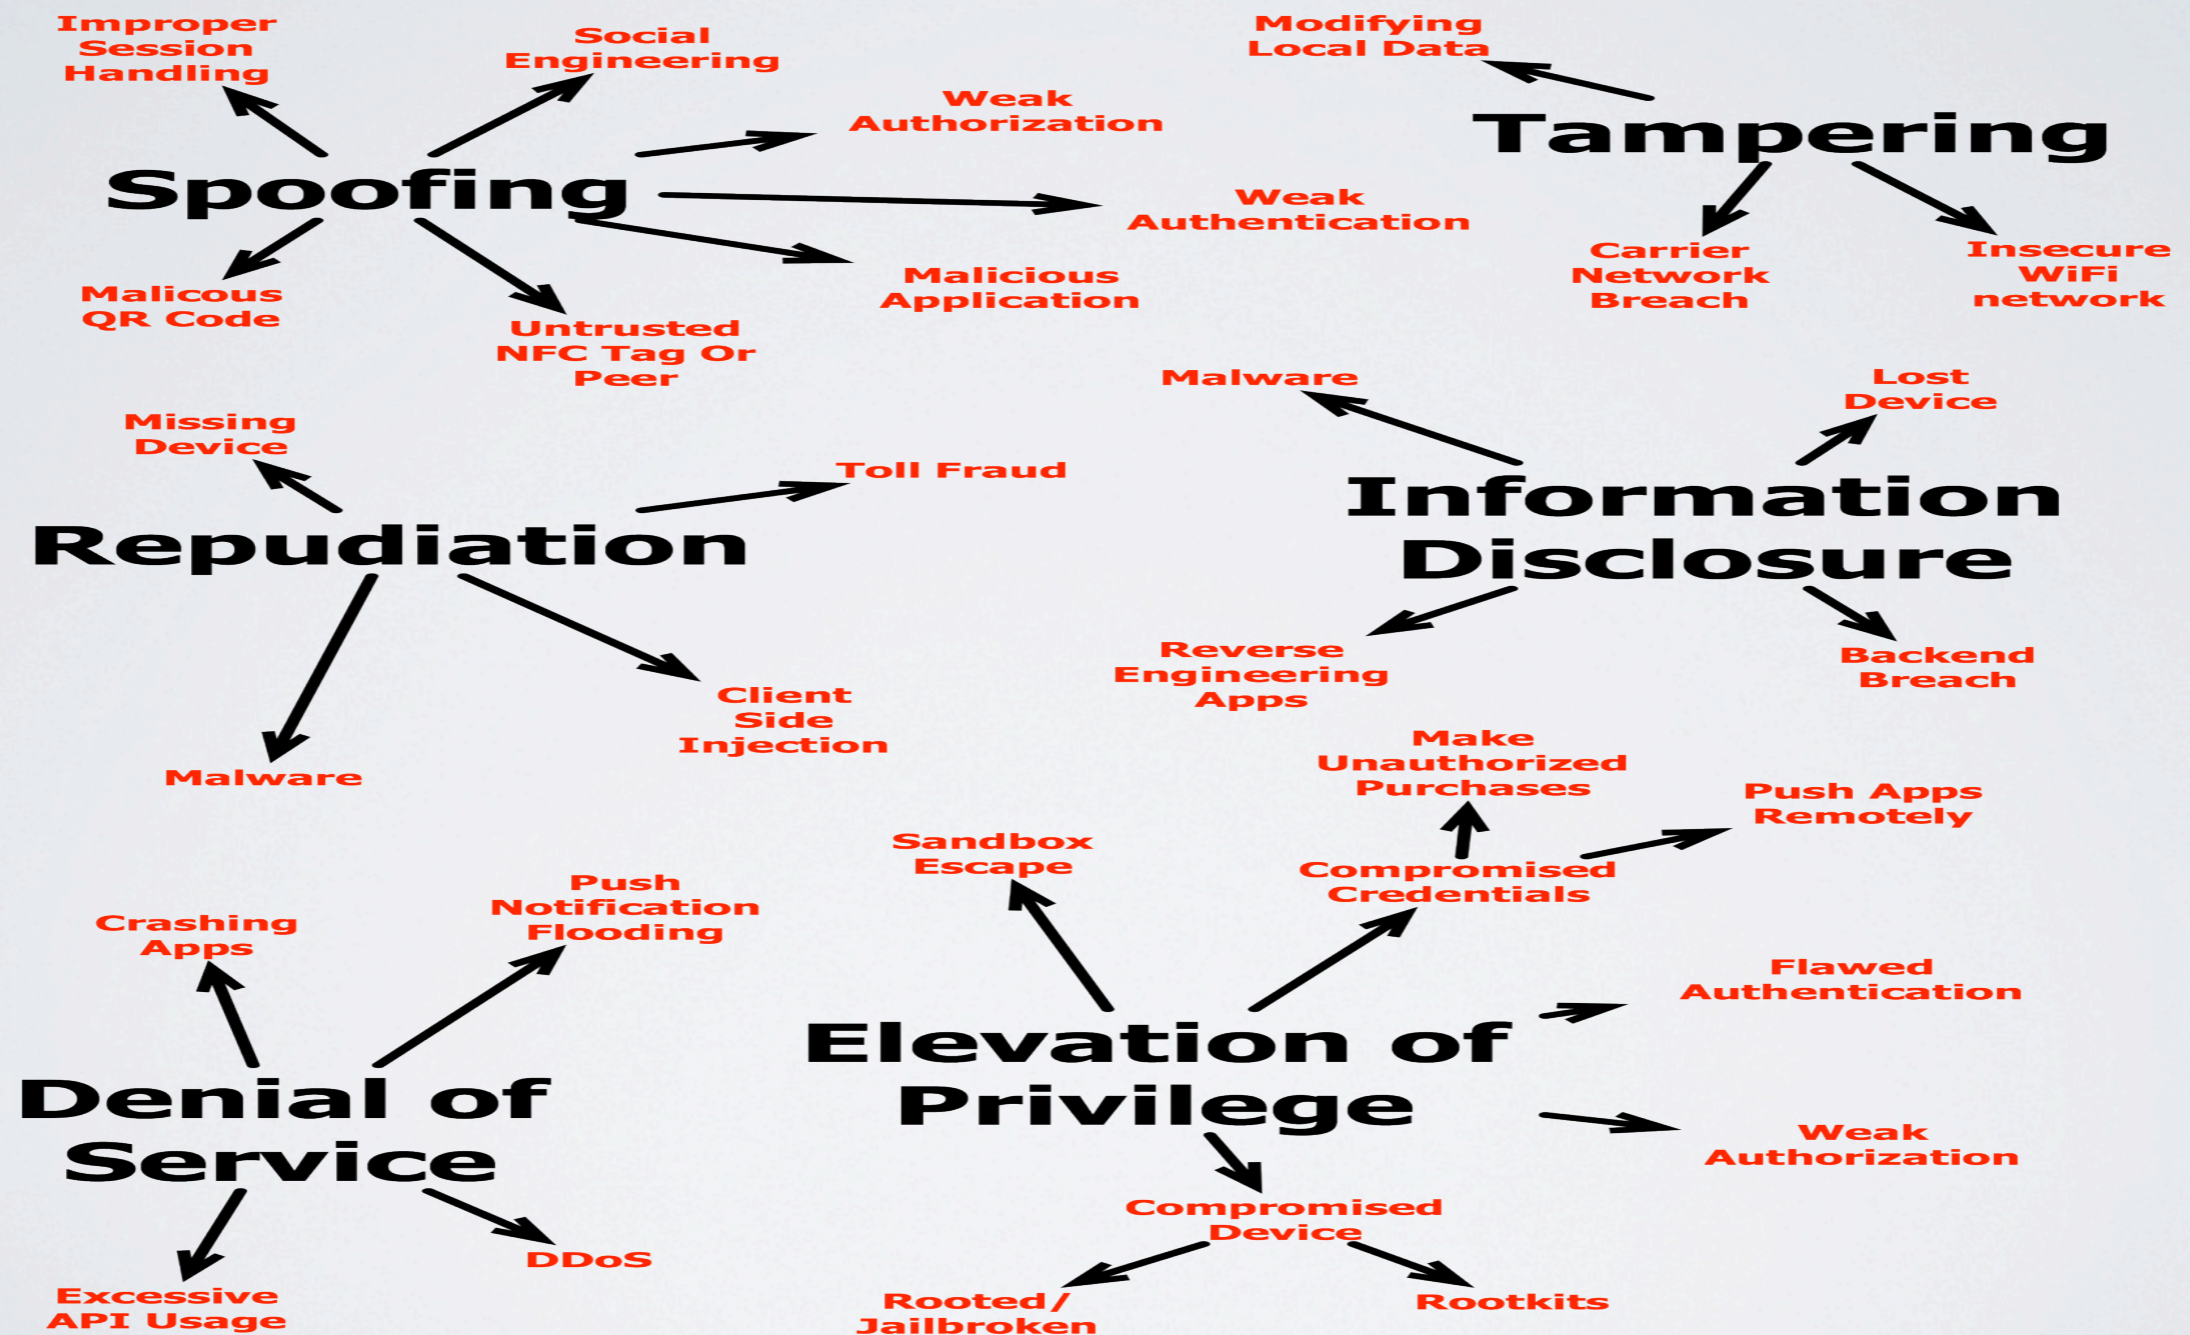 Improper
Session
Handling
Social
Engineering
Weak
Authorization
Spoofing
Weak
Authentication
Malicious
Application
Malicous
QR Code
Untrusted
NFC Tag Or
Peer
Modifying
Local Data
Tampering
Carrier
Network
Breach
Insecure
WiFi
network
Missing
Device
Toll Fraud
Repudiation
Client
Side
Injection
Malware
Malware
Lost
Device
Information
Disclosure
Reverse
Engineering
Apps
Backend
Breach
Crashing
Apps
Push
Notification
Flooding
Denial of
Service
DDoS
Excessive
API Usage
Make
Unauthorized
Purchases
Push Apps
Remotely
Sandbox
Escape
Compromised
Credentials
Flawed
Authentication
Elevation of
Privilege
Weak
Authorization
Compromised
Device
Rooted/
Jailbroken
Rootkits